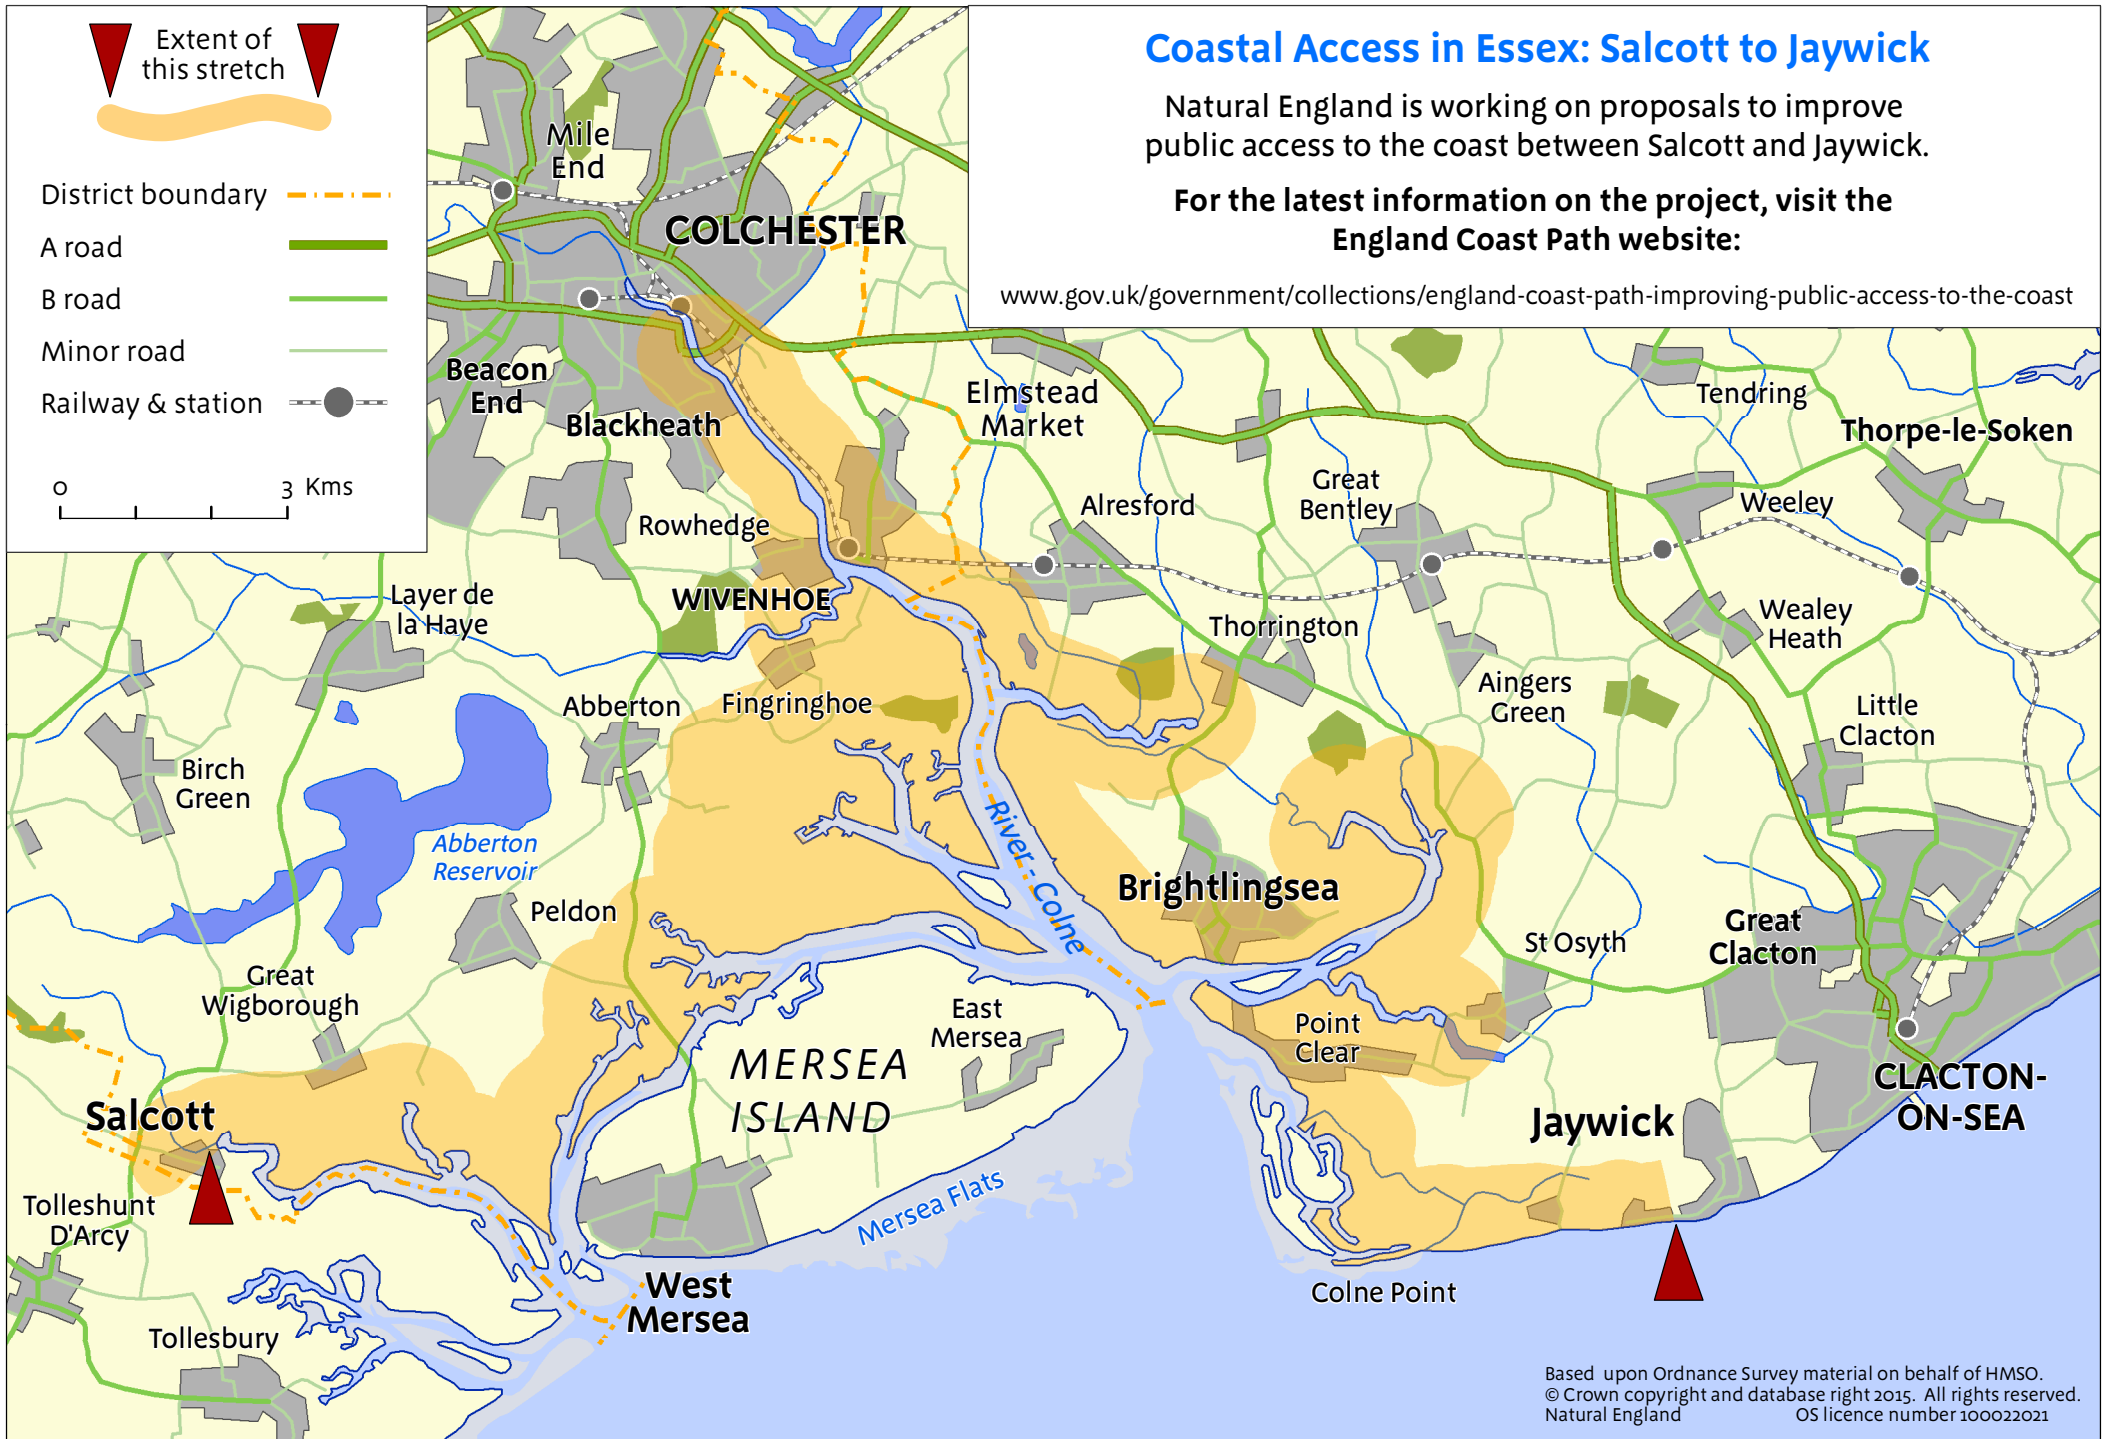 Extent of
this stretch
District boundary
A road
B road
Minor road
Railway & station
0 3 Kms
Coastal Access in Essex: Salcott to Jaywick
Natural England is working on proposals to improve
public access to the coast between Salcott and Jaywick.
For the latest information on the project, visit the
England Coast Path website:
www.gov.uk/government/collections/england-coast-path-improving-public-access-to-the-coast
Mile
End
COLCHESTER
Beacon
End
Blackheath
Elmstead
Market
Tendring
Thorpe-le-Soken
Great
Bentley
Weeley
Alresford
Rowhedge
Layer de
la Haye
WIVENHOE
Thorrington
Wealey
Heath
Abberton
Fingringhoe
Aingers
Green
Little
Clacton
Birch
Green
Abberton
Reservoir
River - Colne
Brightlingsea
Peldon
Great
Clacton
St Osyth
Great
Wigborough
East
Mersea
Point
Clear
MERSEA
ISLAND
CLACTON-
ON-SEA
Salcott
Jaywick
Tolleshunt
D'Arcy
Mersea Flats
West
Mersea
Colne Point
Tollesbury
Based upon Ordnance Survey material on behalf of HMSO.
© Crown copyright and database right 2015. All rights reserved.
Natural England OS licence number 100022021